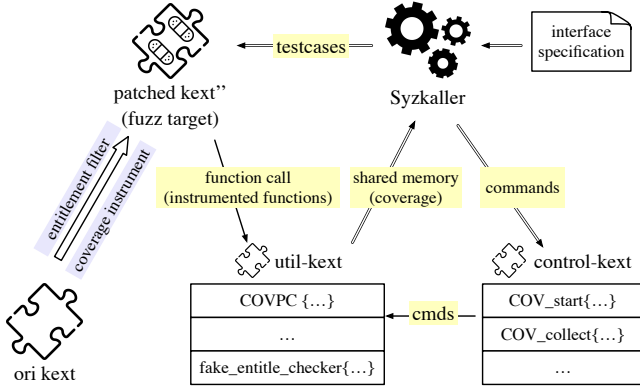 testcases
interface
specification
patched kext’’
(fuzz target)
Syzkaller
entitlement filter
coverage instrument
function call
(instrumented functions)
shared memory
(coverage)
commands
util-kext
control-kext
COVPC {…}
…
fake_entitle_checker{…}
cmds
COV_start{…}
COV_collect{…}
…
ori kext